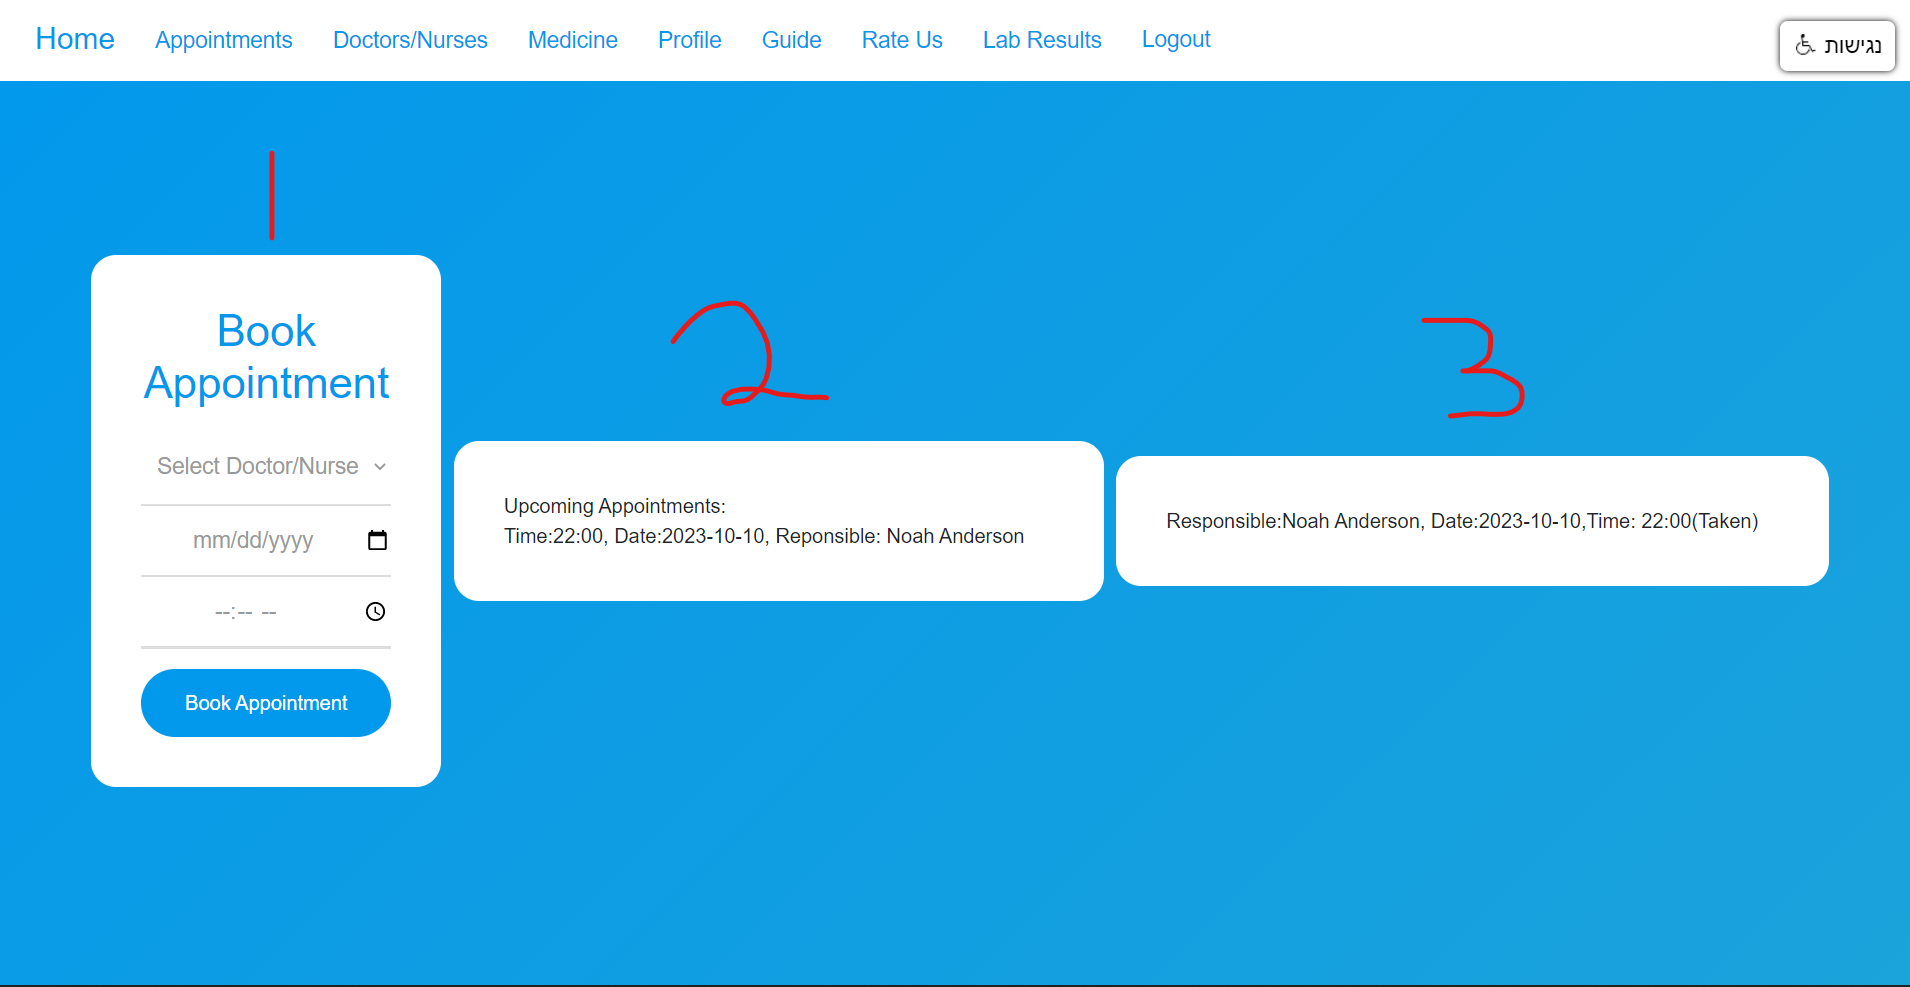 Home Appointments Doctors/Nurses Medicine Profile Guide Rate Us Lab Results Logout
נגישות
1
Book
Appointment
Select Doctor/Nurse
mm/dd/yyyy
--:-- --
Book Appointment
2
Upcoming Appointments:
Time:22:00, Date:2023-10-10, Reponsible: Noah Anderson
3
Responsible:Noah Anderson, Date:2023-10-10,Time: 22:00(Taken)